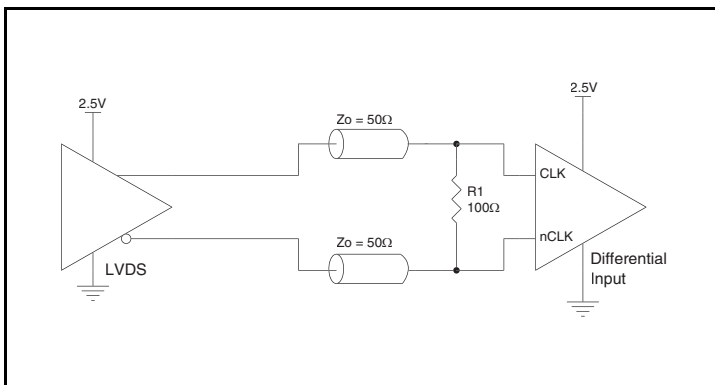 2.5V
2.5V
Zo = 50Ω
CLK
R1
100Ω
nCLK
Zo = 50Ω
LVDS
Differential
Input